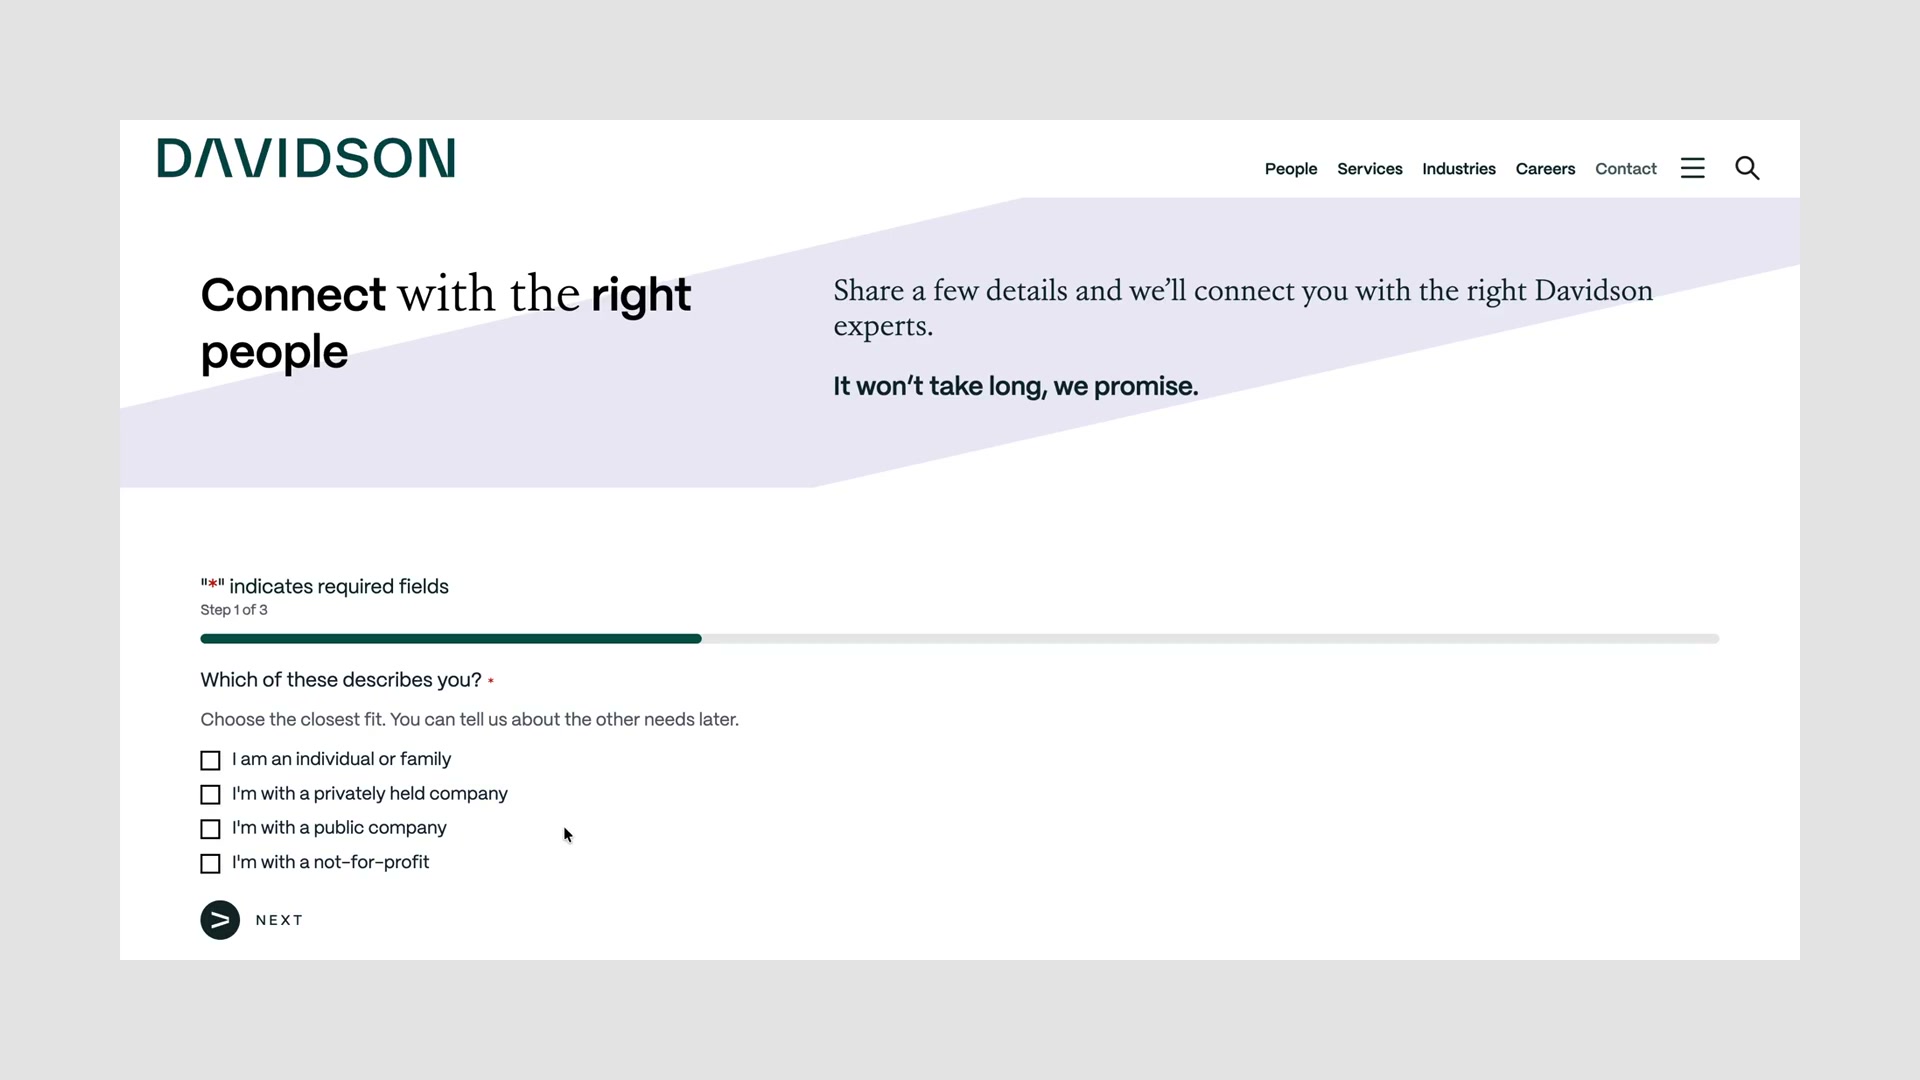 DAVIDSON
People Services Industries Careers Contact
Connect with the right
people
Share a few details and we’ll connect you with the right Davidson
experts.
It won’t take long, we promise.
"*" indicates required fields
Step 1 of 3
Which of these describes you? *
Choose the closest fit. You can tell us about the other needs later.
I am an individual or family
I'm with a privately held company
I'm with a public company
I'm with a not-for-profit
NEXT